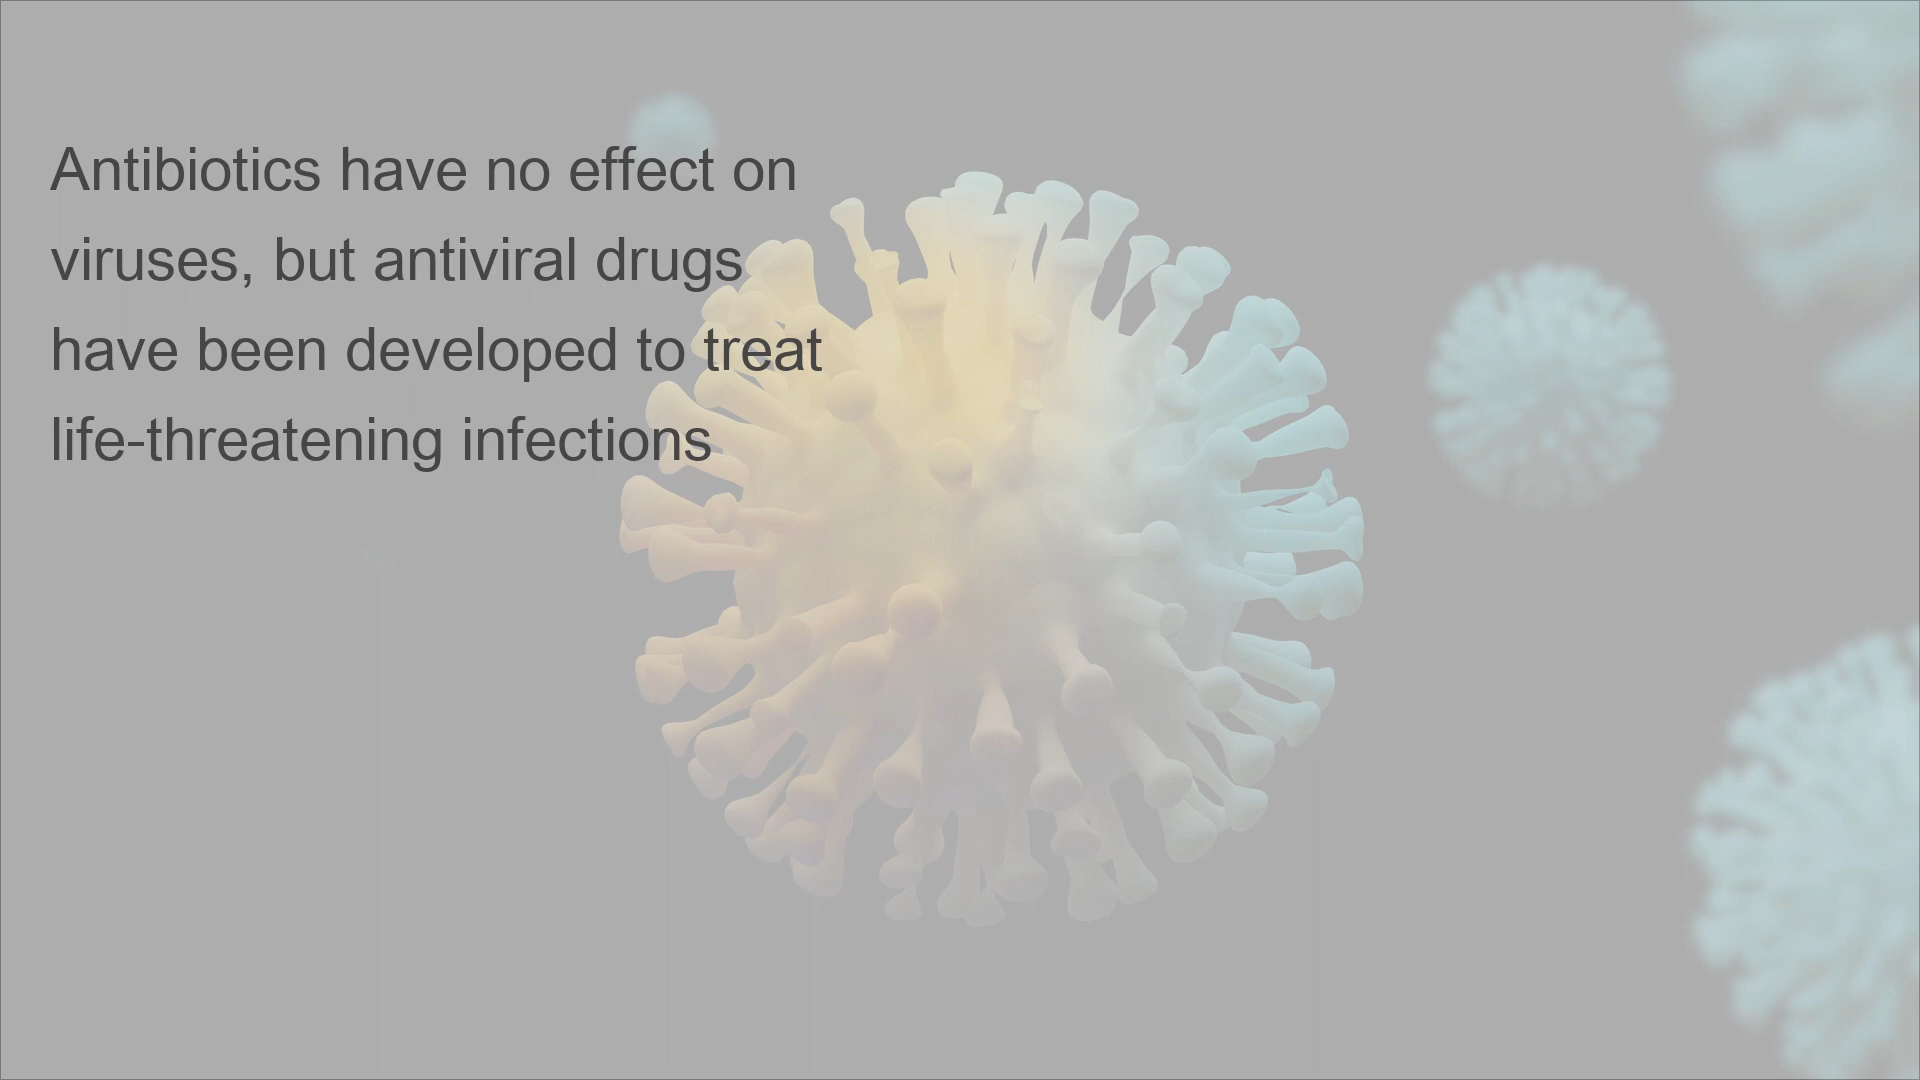 Antibiotics have no effect on
viruses, but antiviral drugs
have been developed to treat
life-threatening infections